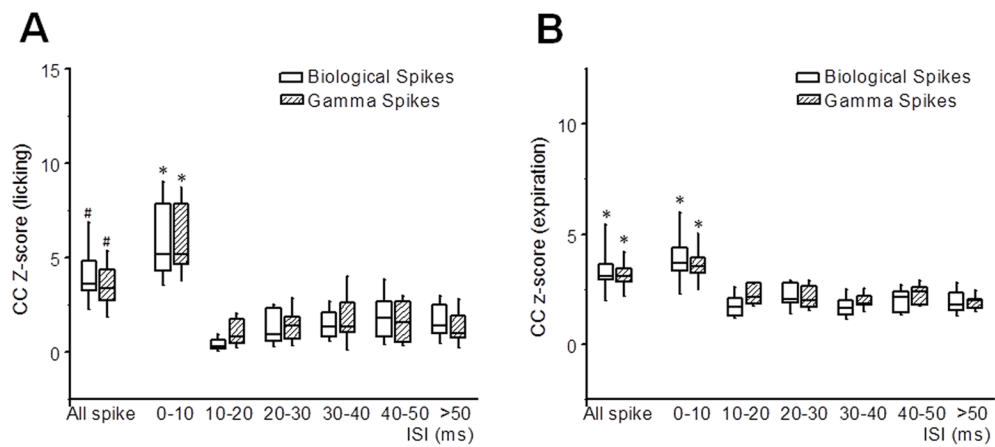 A
15
10
5
0
CC Z-score (licking)
Biological Spikes
Gamma Spikes
#
#
*
*
All spike 0-10 10-20 20-30 30-40 40-50 >50
ISI (ms)
B
10
5
0
CC z-score (expiration)
Biological Spikes
Gamma Spikes
*
*
*
*
All spike 0-10 10-20 20-30 30-40 40-50 >50
ISI (ms)